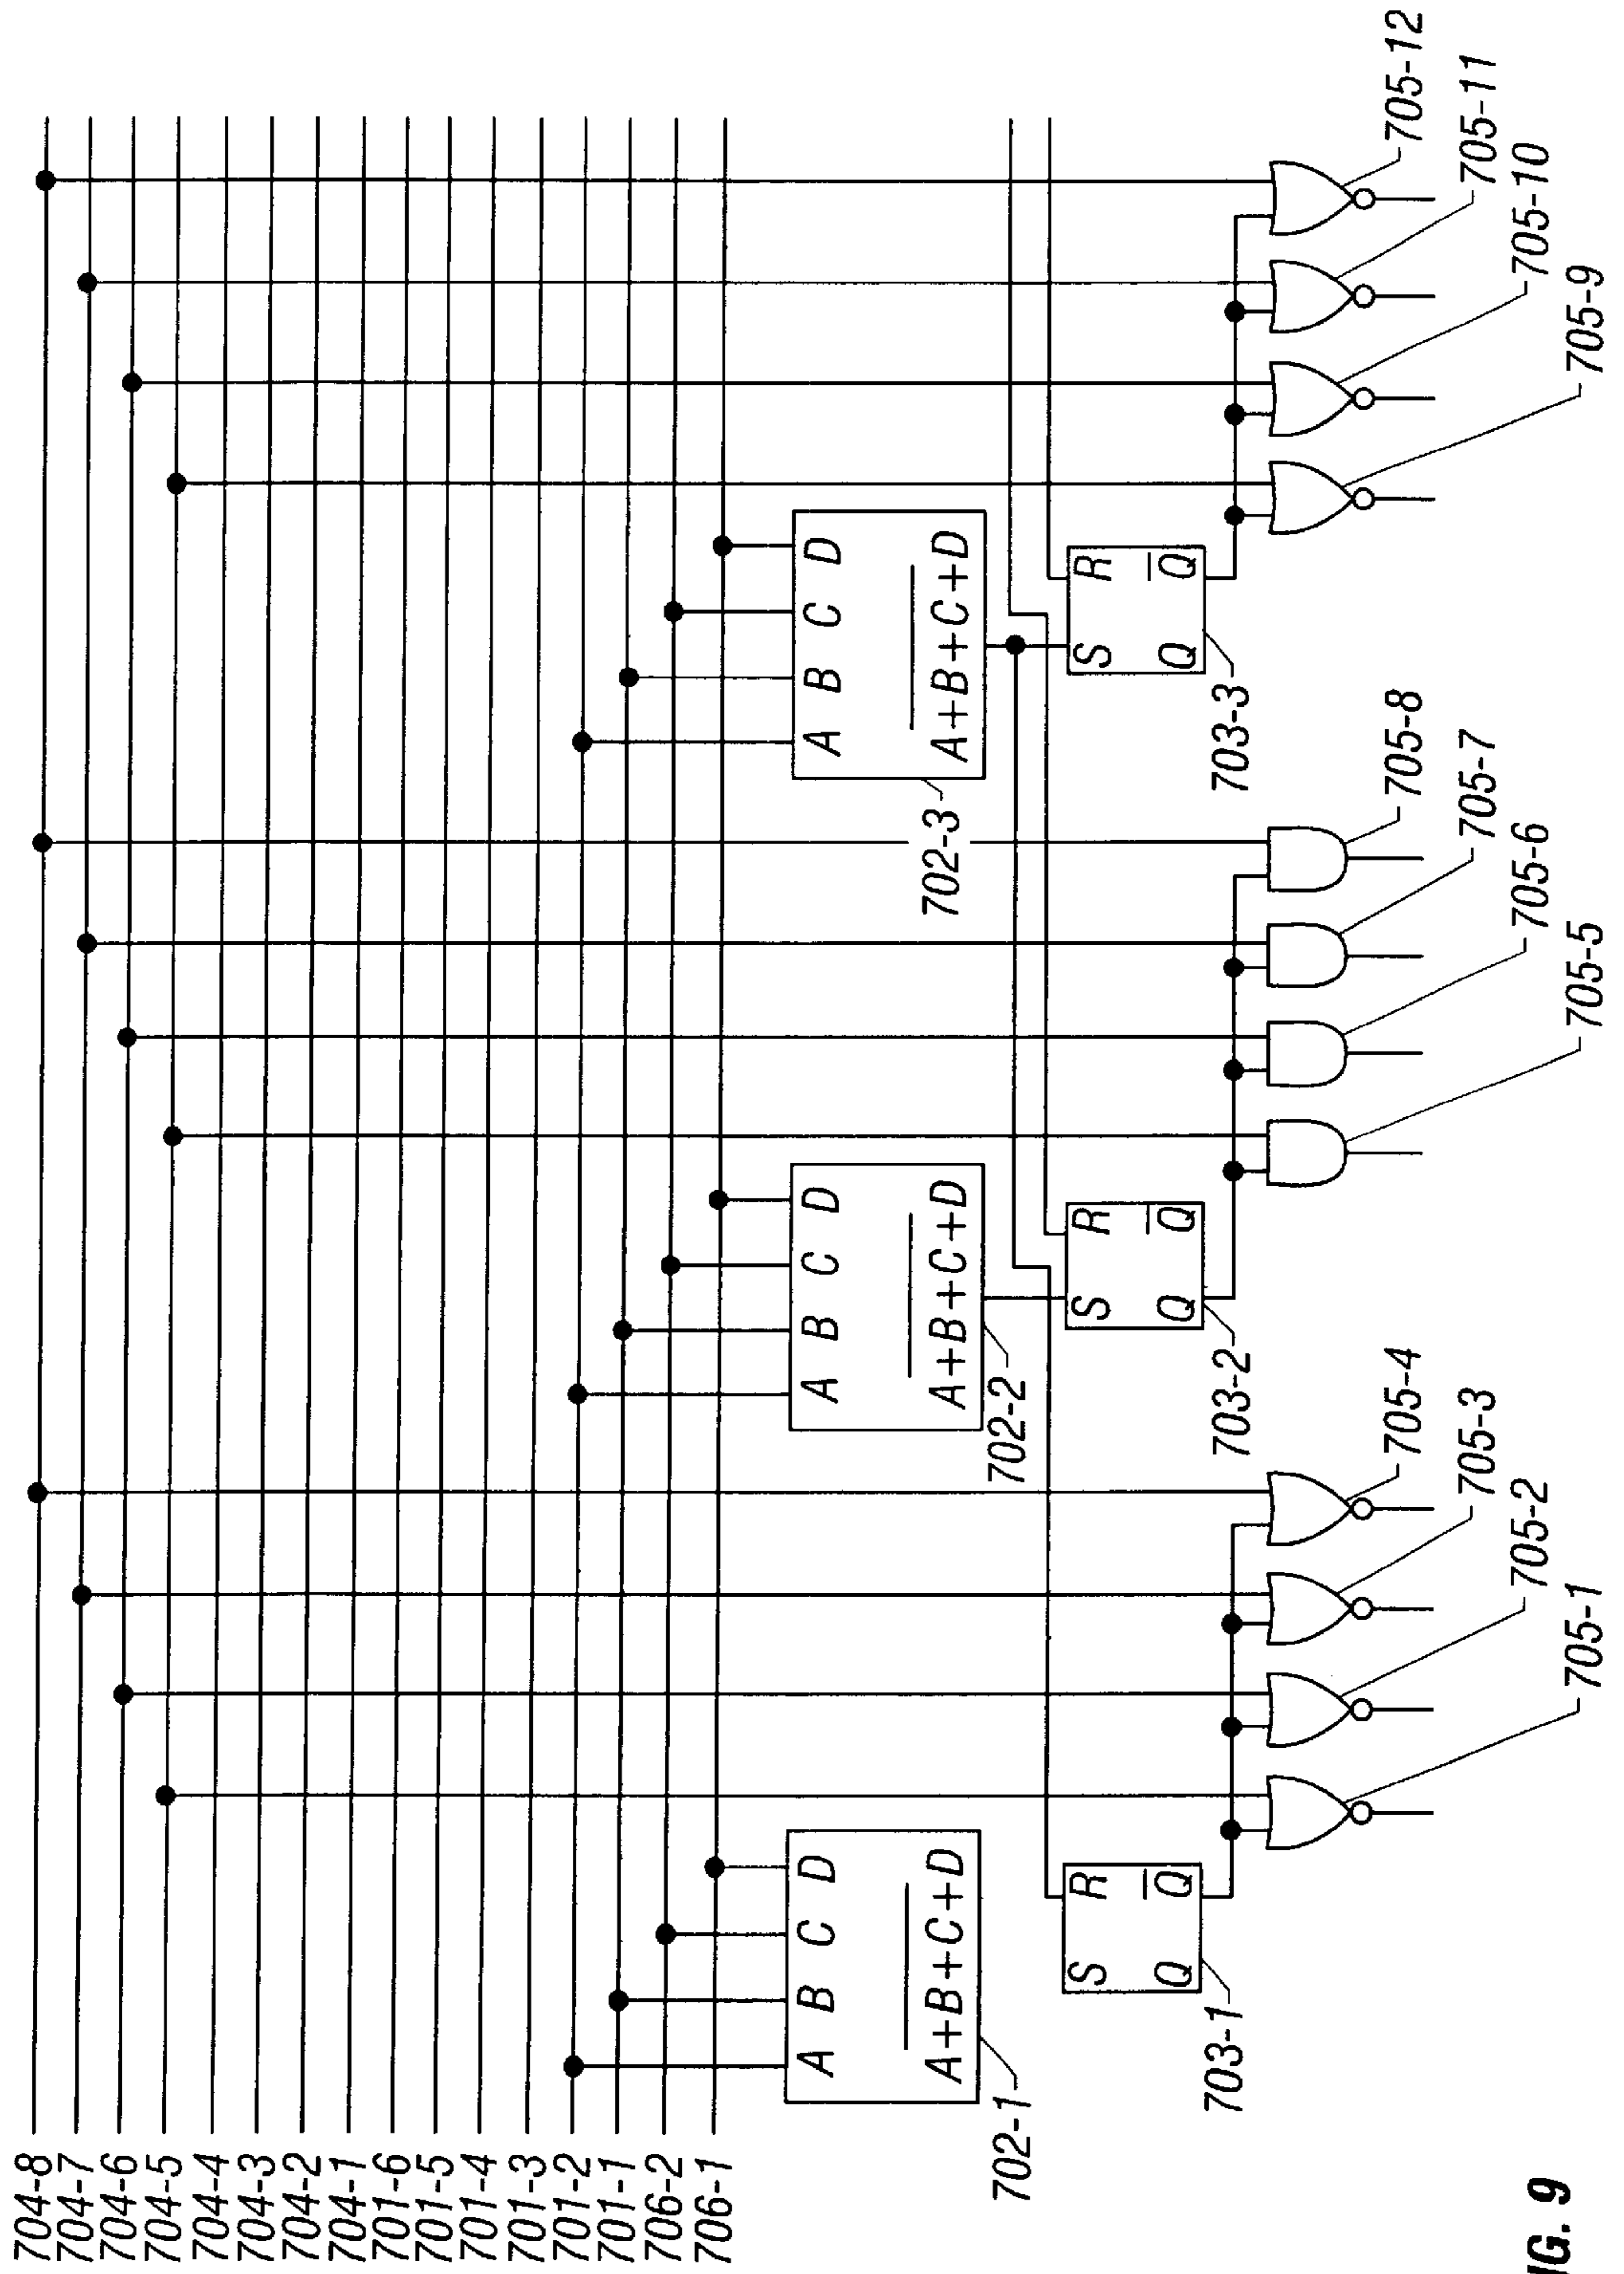 704-8
704-7
704-6
704-5
704-4
704-3
704-2
704-1
701-6
701-5
701-4
701-3
701-2
701-1
706-2
706-1
A B C D
A+B+C+D
702-1
A B C D
A+B+C+D
702-2
A B C D
A+B+C+D
702-3
S R
Q Q
703-1
S R
Q Q
703-2
S R
Q Q
703-3
705-1
705-2
705-3
705-4
705-5
705-6
705-7
705-8
705-9
705-10
705-11
705-12
IG. 9